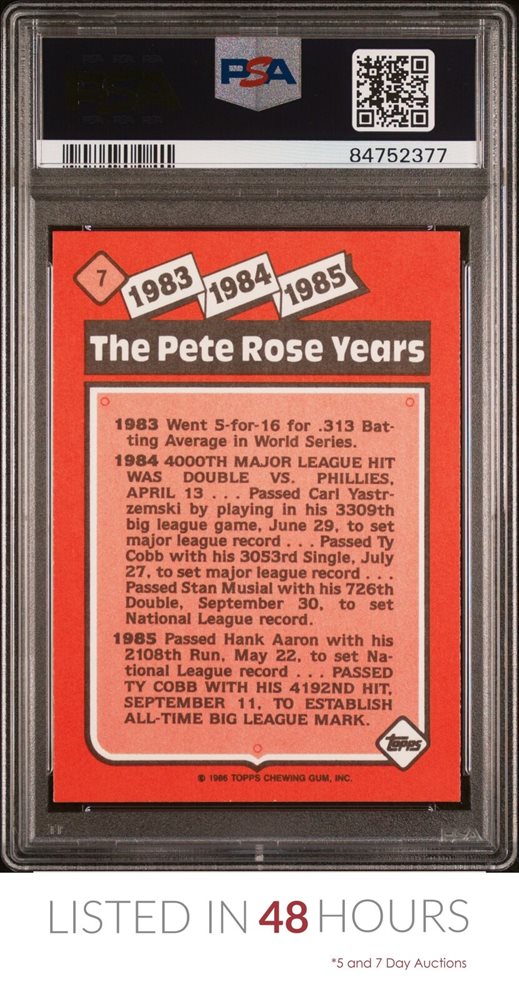 PSA
84752377
7
1983 1984 1985
The Pete Rose Years
1983 Went 5-for-16 for .313 Bat-
ting Average in World Series.
1984 4000TH MAJOR LEAGUE HIT
WAS DOUBLE VS. PHILLIES,
APRIL 13 . . . Passed Carl Yastr-
zemski by playing in his 3309th
big league game, June 29, to set
major league record . . . Passed Ty
Cobb with his 3053rd Single, July
27, to set major league record . . .
Passed Stan Musial with his 726th
Double, September 30, to set
National League record.
1985 Passed Hank Aaron with his
2108th Run, May 22, to set Na-
tional League record . . . PASSED
TY COBB WITH HIS 4192ND HIT,
SEPTEMBER 11, TO ESTABLISH
ALL-TIME BIG LEAGUE MARK.
topps
© 1986 TOPPS CHEWING GUM, INC.
PSA
LISTED IN 48 HOURS
*5 and 7 Day Auctions